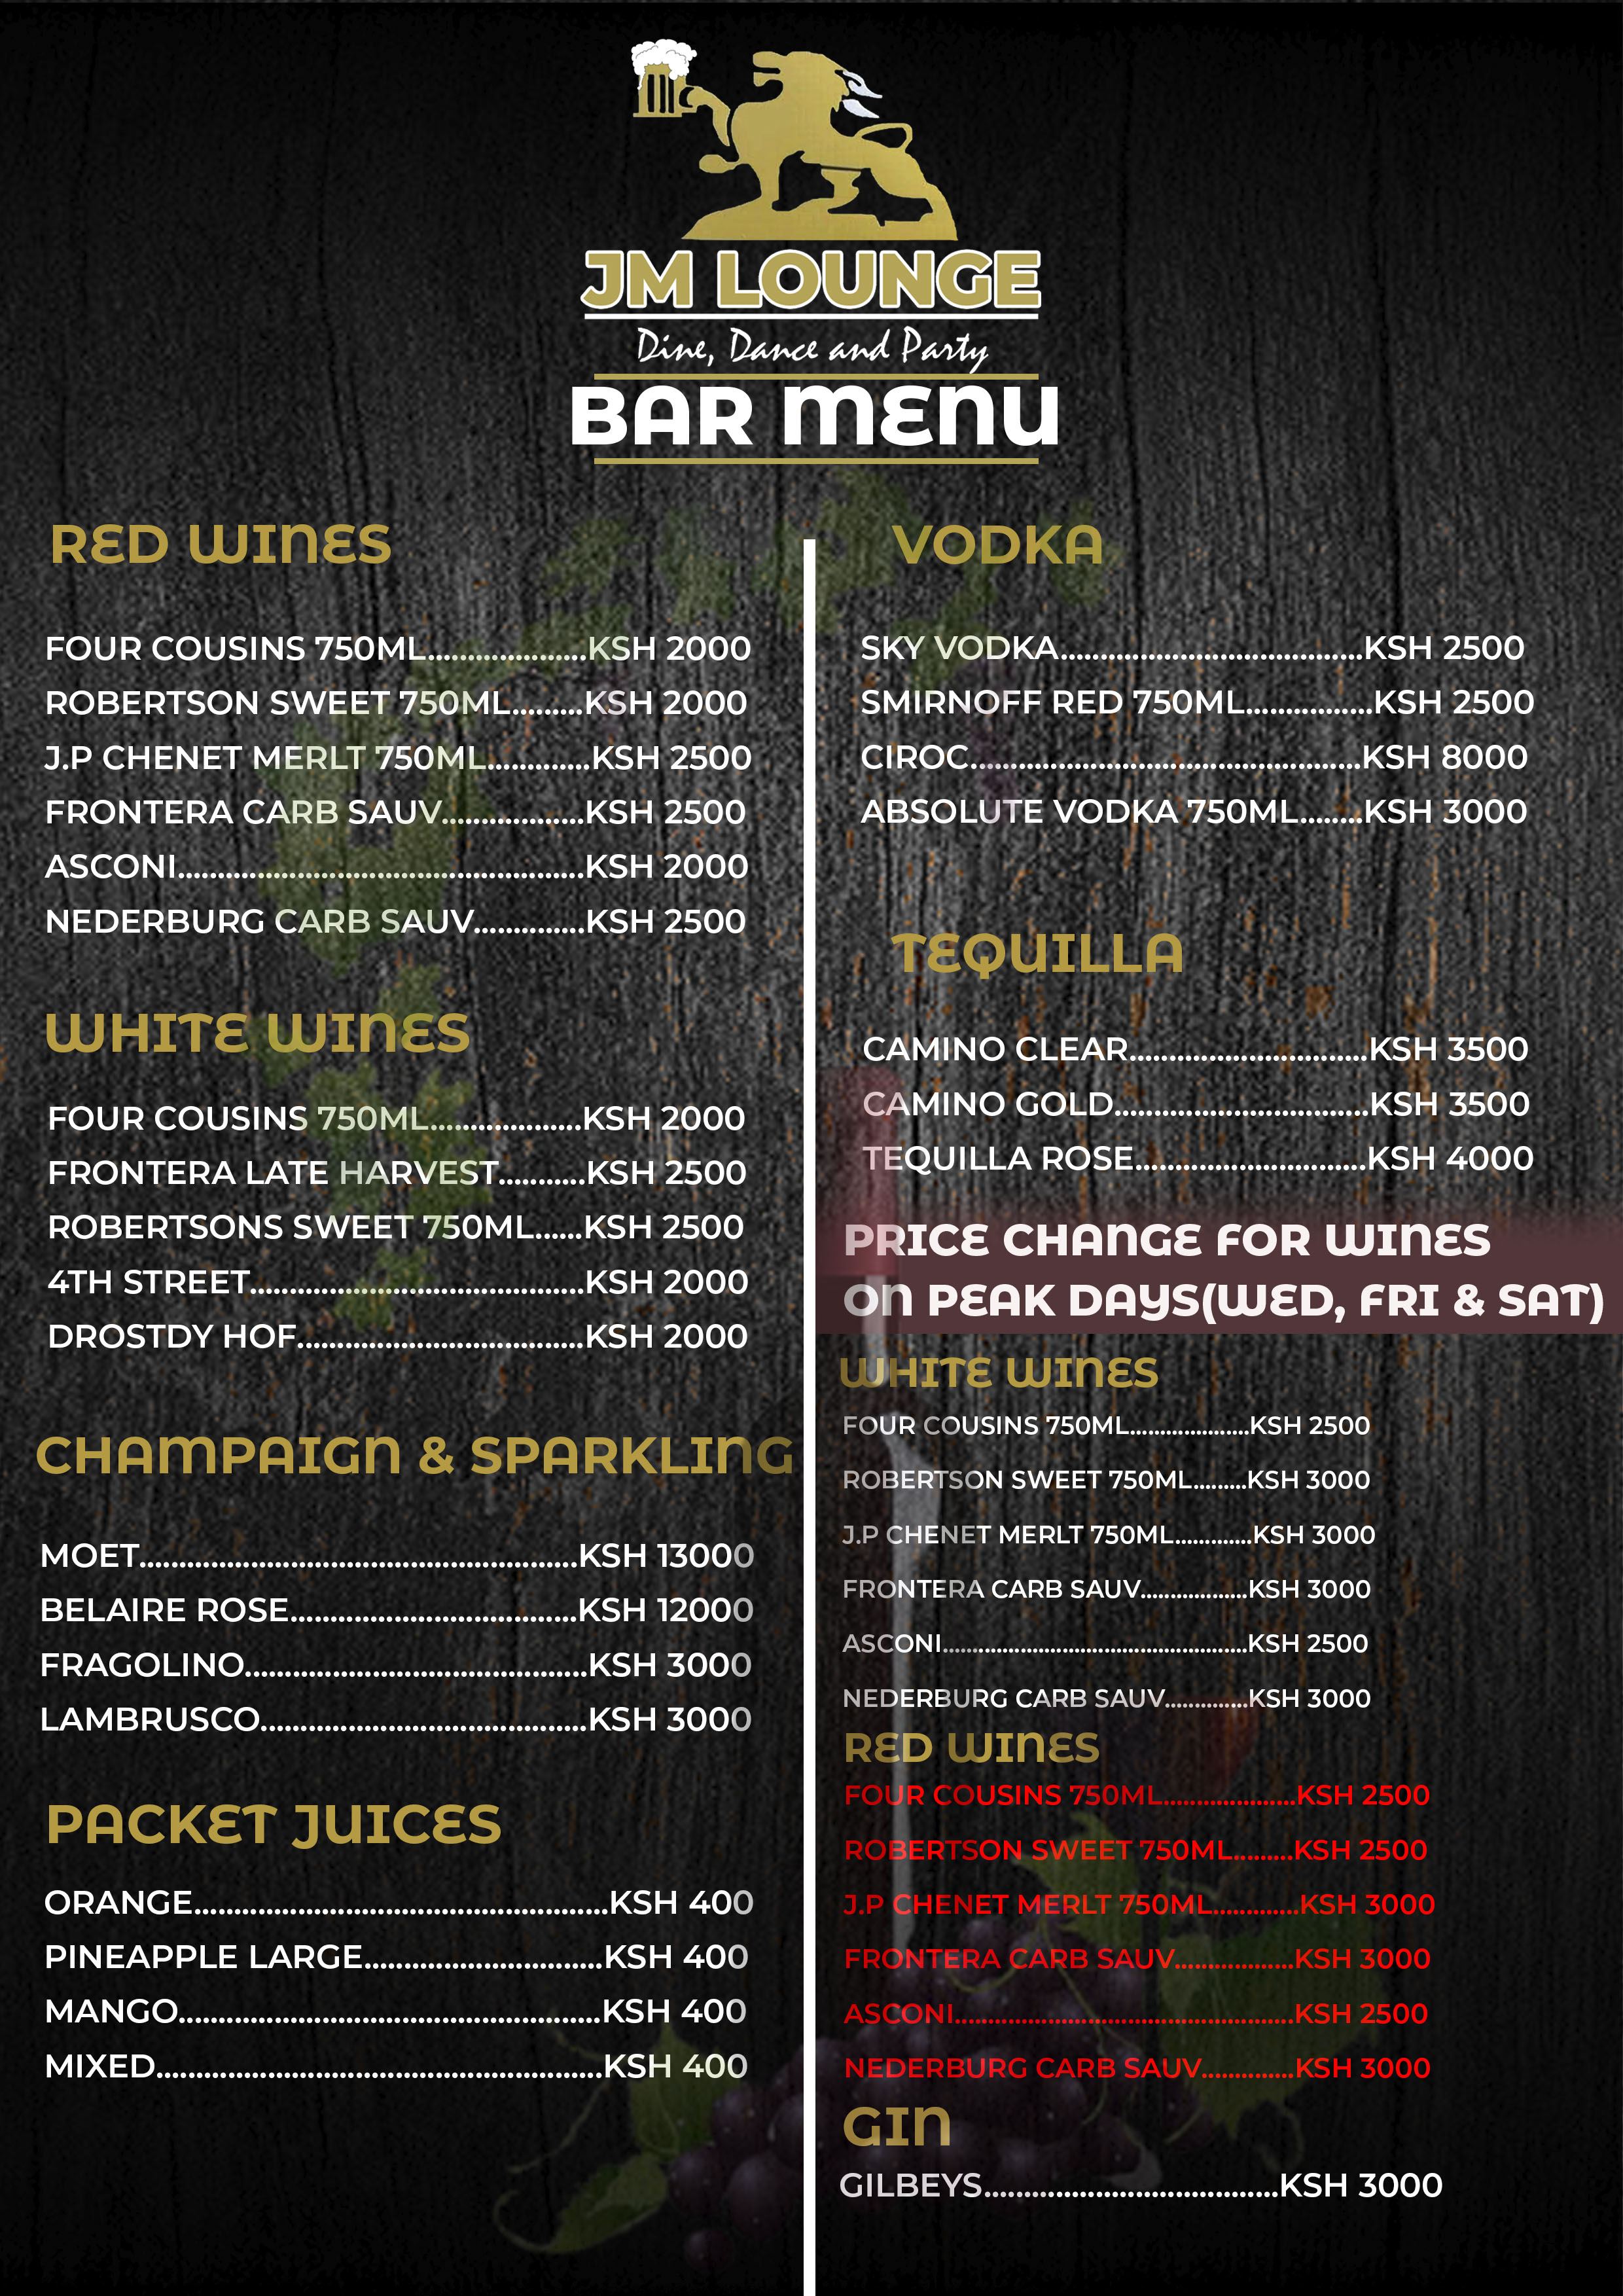 JM LOUNGE
Dine, Dance and Party
BAR MENU
RED WINES
FOUR COUSINS 750ML....................KSH 2000
ROBERTSON SWEET 750ML.........KSH 2000
J.P CHENET MERLT 750ML.............KSH 2500
FRONTERA CARB SAUV..................KSH 2500
ASCONI...................................................KSH 2000
NEDERBURG CARB SAUV..............KSH 2500
WHITE WINES
FOUR COUSINS 750ML...................KSH 2000
FRONTERA LATE HARVEST...........KSH 2500
ROBERTSONS SWEET 750ML......KSH 2500
4TH STREET..........................................KSH 2000
DROSTDY HOF....................................KSH 2000
CHAMPAIGN & SPARKLING
MOET.......................................................KSH 13000
BELAIRE ROSE....................................KSH 12000
FRAGOLINO...........................................KSH 3000
LAMBRUSCO.........................................KSH 3000
PACKET JUICES
ORANGE....................................................KSH 400
PINEAPPLE LARGE..............................KSH 400
MANGO.....................................................KSH 400
MIXED........................................................KSH 400
VODKA
SKY VODKA......................................KSH 2500
SMIRNOFF RED 750ML................KSH 2500
CIROC.................................................KSH 8000
ABSOLUTE VODKA 750ML........KSH 3000
TEQUILLA
CAMINO CLEAR..............................KSH 3500
CAMINO GOLD................................KSH 3500
TEQUILLA ROSE.............................KSH 4000
PRICE CHANGE FOR WINES
ON PEAK DAYS(WED, FRI & SAT)
WHITE WINES
FOUR COUSINS 750ML....................KSH 2500
ROBERTSON SWEET 750ML.........KSH 3000
J.P CHENET MERLT 750ML.............KSH 3000
FRONTERA CARB SAUV..................KSH 3000
ASCONI...................................................KSH 2500
NEDERBURG CARB SAUV..............KSH 3000
RED WINES
FOUR COUSINS 750ML....................KSH 2500
ROBERTSON SWEET 750ML.........KSH 2500
J.P CHENET MERLT 750ML.............KSH 3000
FRONTERA CARB SAUV..................KSH 3000
ASCONI...................................................KSH 2500
NEDERBURG CARB SAUV..............KSH 3000
GIN
GILBEYS.....................................KSH 3000